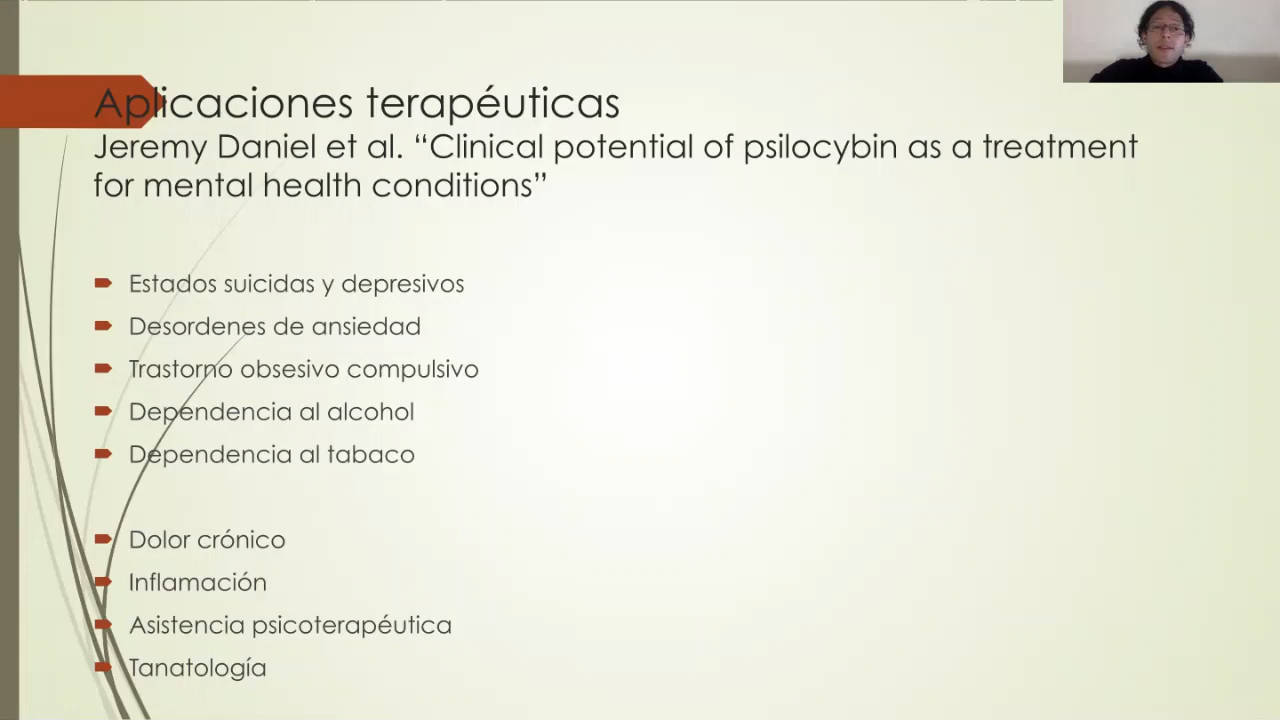 Aplicaciones terapéuticas
Jeremy Daniel et al. “Clinical potential of psilocybin as a treatment
for mental health conditions”
Estados suicidas y depresivos
Desordenes de ansiedad
Trastorno obsesivo compulsivo
Dependencia al alcohol
Dependencia al tabaco
Dolor crónico
Inflamación
Asistencia psicoterapéutica
Tanatología